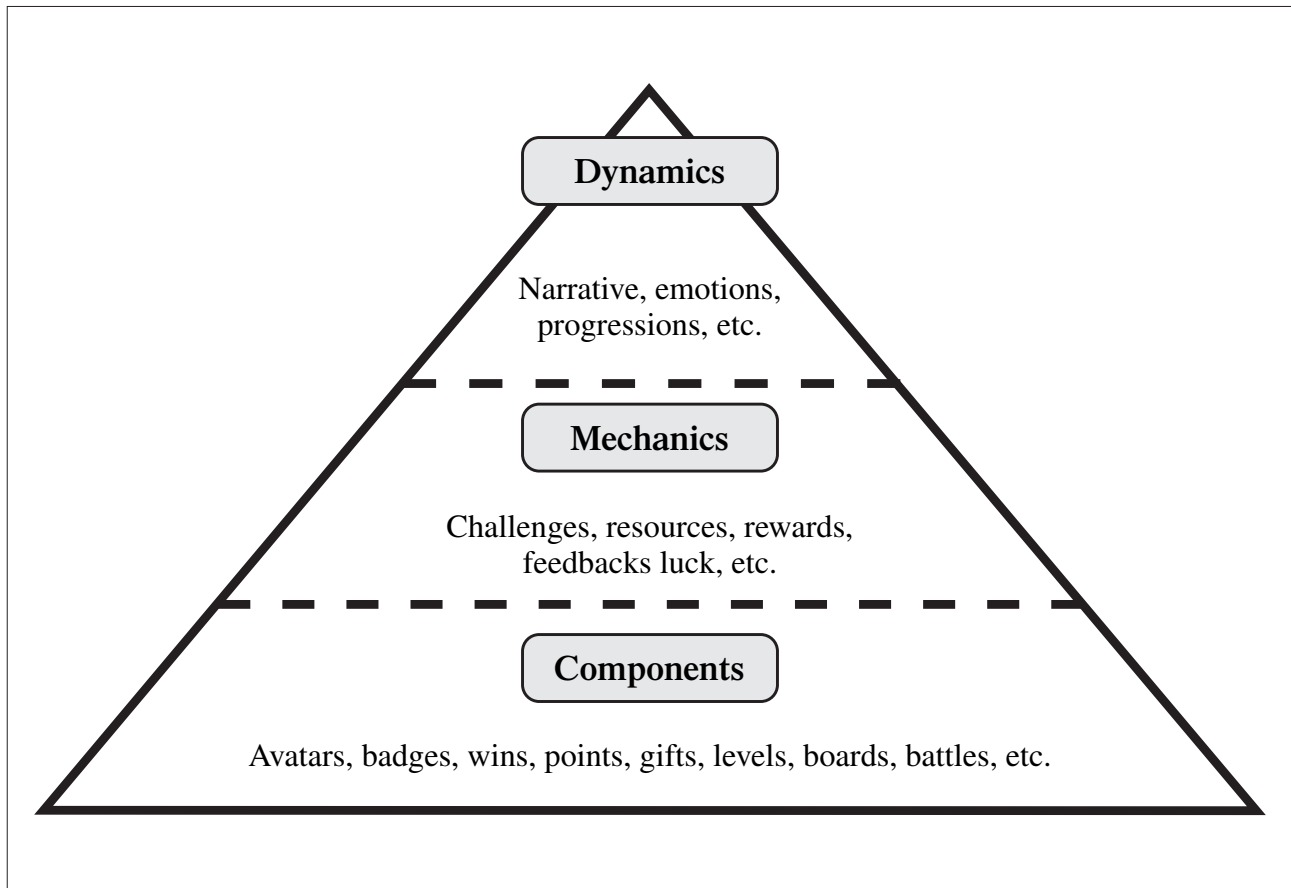 Dynamics
Narrative, emotions,
progressions, etc.
Mechanics
Challenges, resources, rewards,
feedbacks luck, etc.
Components
Avatars, badges, wins, points, gifts, levels, boards, battles, etc.